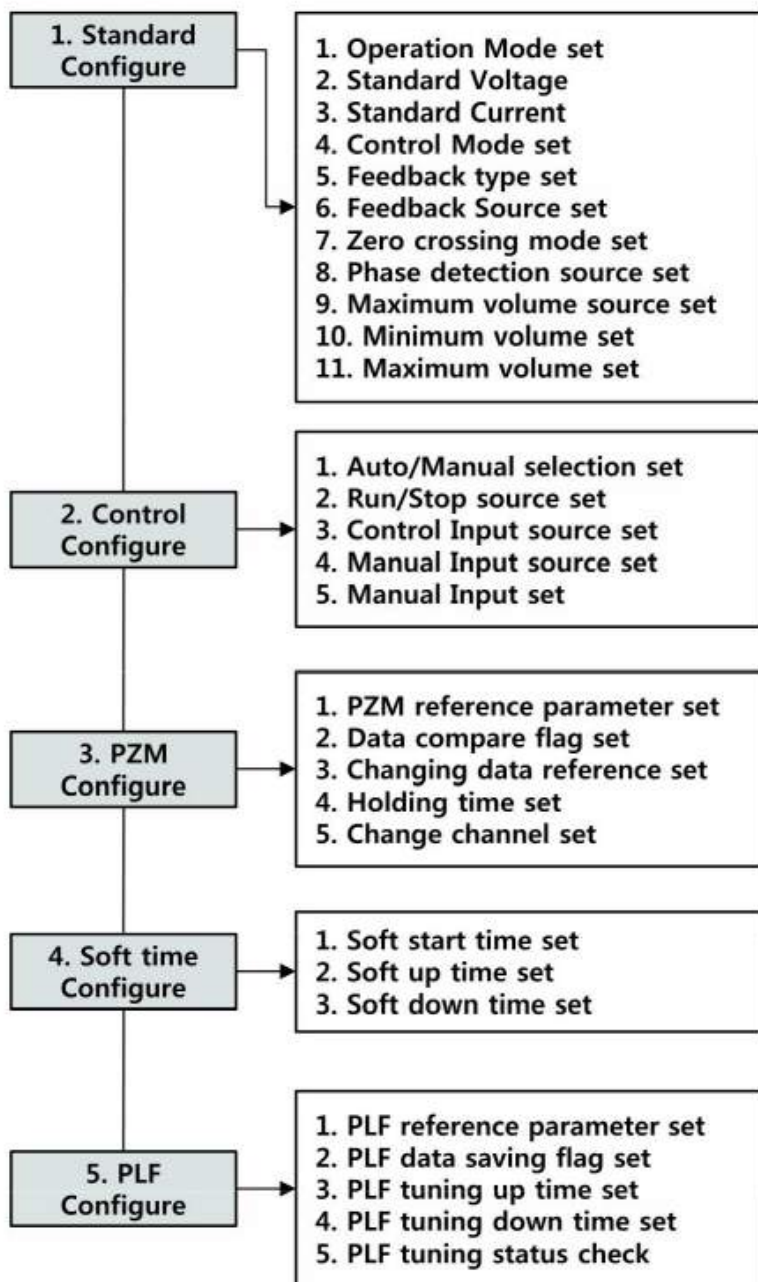 1. Standard
Configure
1. Operation Mode set
2. Standard Voltage
3. Standard Current
4. Control Mode set
5. Feedback type set
6. Feedback Source set
7. Zero crossing mode set
8. Phase detection source set
9. Maximum volume source set
10. Minimum volume set
11. Maximum volume set
2. Control
Configure
1. Auto/Manual selection set
2. Run/Stop source set
3. Control Input source set
4. Manual Input source set
5. Manual Input set
3. PZM
Configure
1. PZM reference parameter set
2. Data compare flag set
3. Changing data reference set
4. Holding time set
5. Change channel set
4. Soft time
Configure
1. Soft start time set
2. Soft up time set
3. Soft down time set
5. PLF
Configure
1. PLF reference parameter set
2. PLF data saving flag set
3. PLF tuning up time set
4. PLF tuning down time set
5. PLF tuning status check